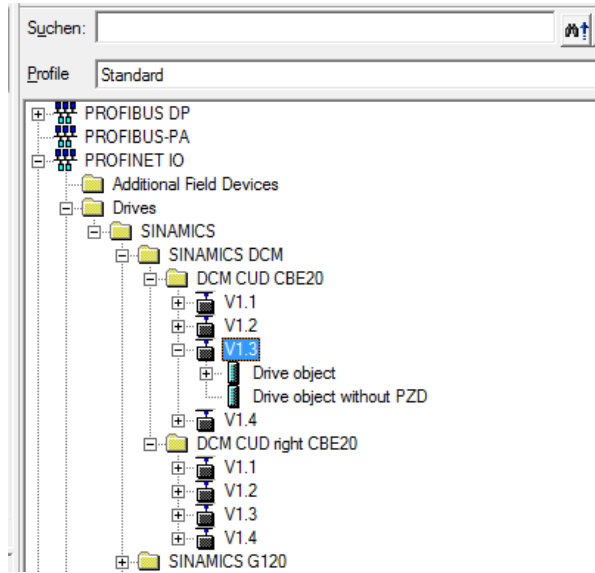 Suchen:
Profile Standard
PROFIBUS DP
PROFIBUS-PA
PROFINET IO
Additional Field Devices
Drives
SINAMICS
SINAMICS DCM
DCM CUD CBE20
V1.1
V1.2
V1.3
Drive object
Drive object without PZD
V1.4
DCM CUD right CBE20
V1.1
V1.2
V1.3
V1.4
SINAMICS G120